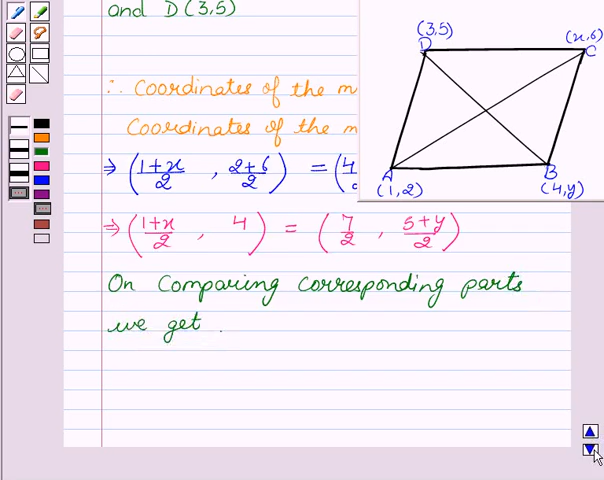 and D(3,5)
∴ Coordinates of the m
Coordinates of the m
⇒ (1+x/2 , 2+6/2) = (4
⇒ (1+x/2 , 4) = (7/2 , 5+y/2)
On Comparing corresponding parts
we get .
(3,5)
D
(x,6)
C
A
(1,2)
B
(4,y)